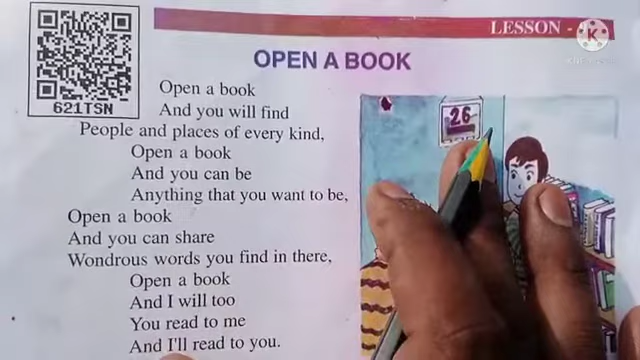 LESSON -
KINEMASTER
621TSN
OPEN A BOOK
Open a book
And you will find
People and places of every kind,
Open a book
And you can be
Anything that you want to be,
Open a book
And you can share
Wondrous words you find in there,
Open a book
And I will too
You read to me
And I'll read to you.
26